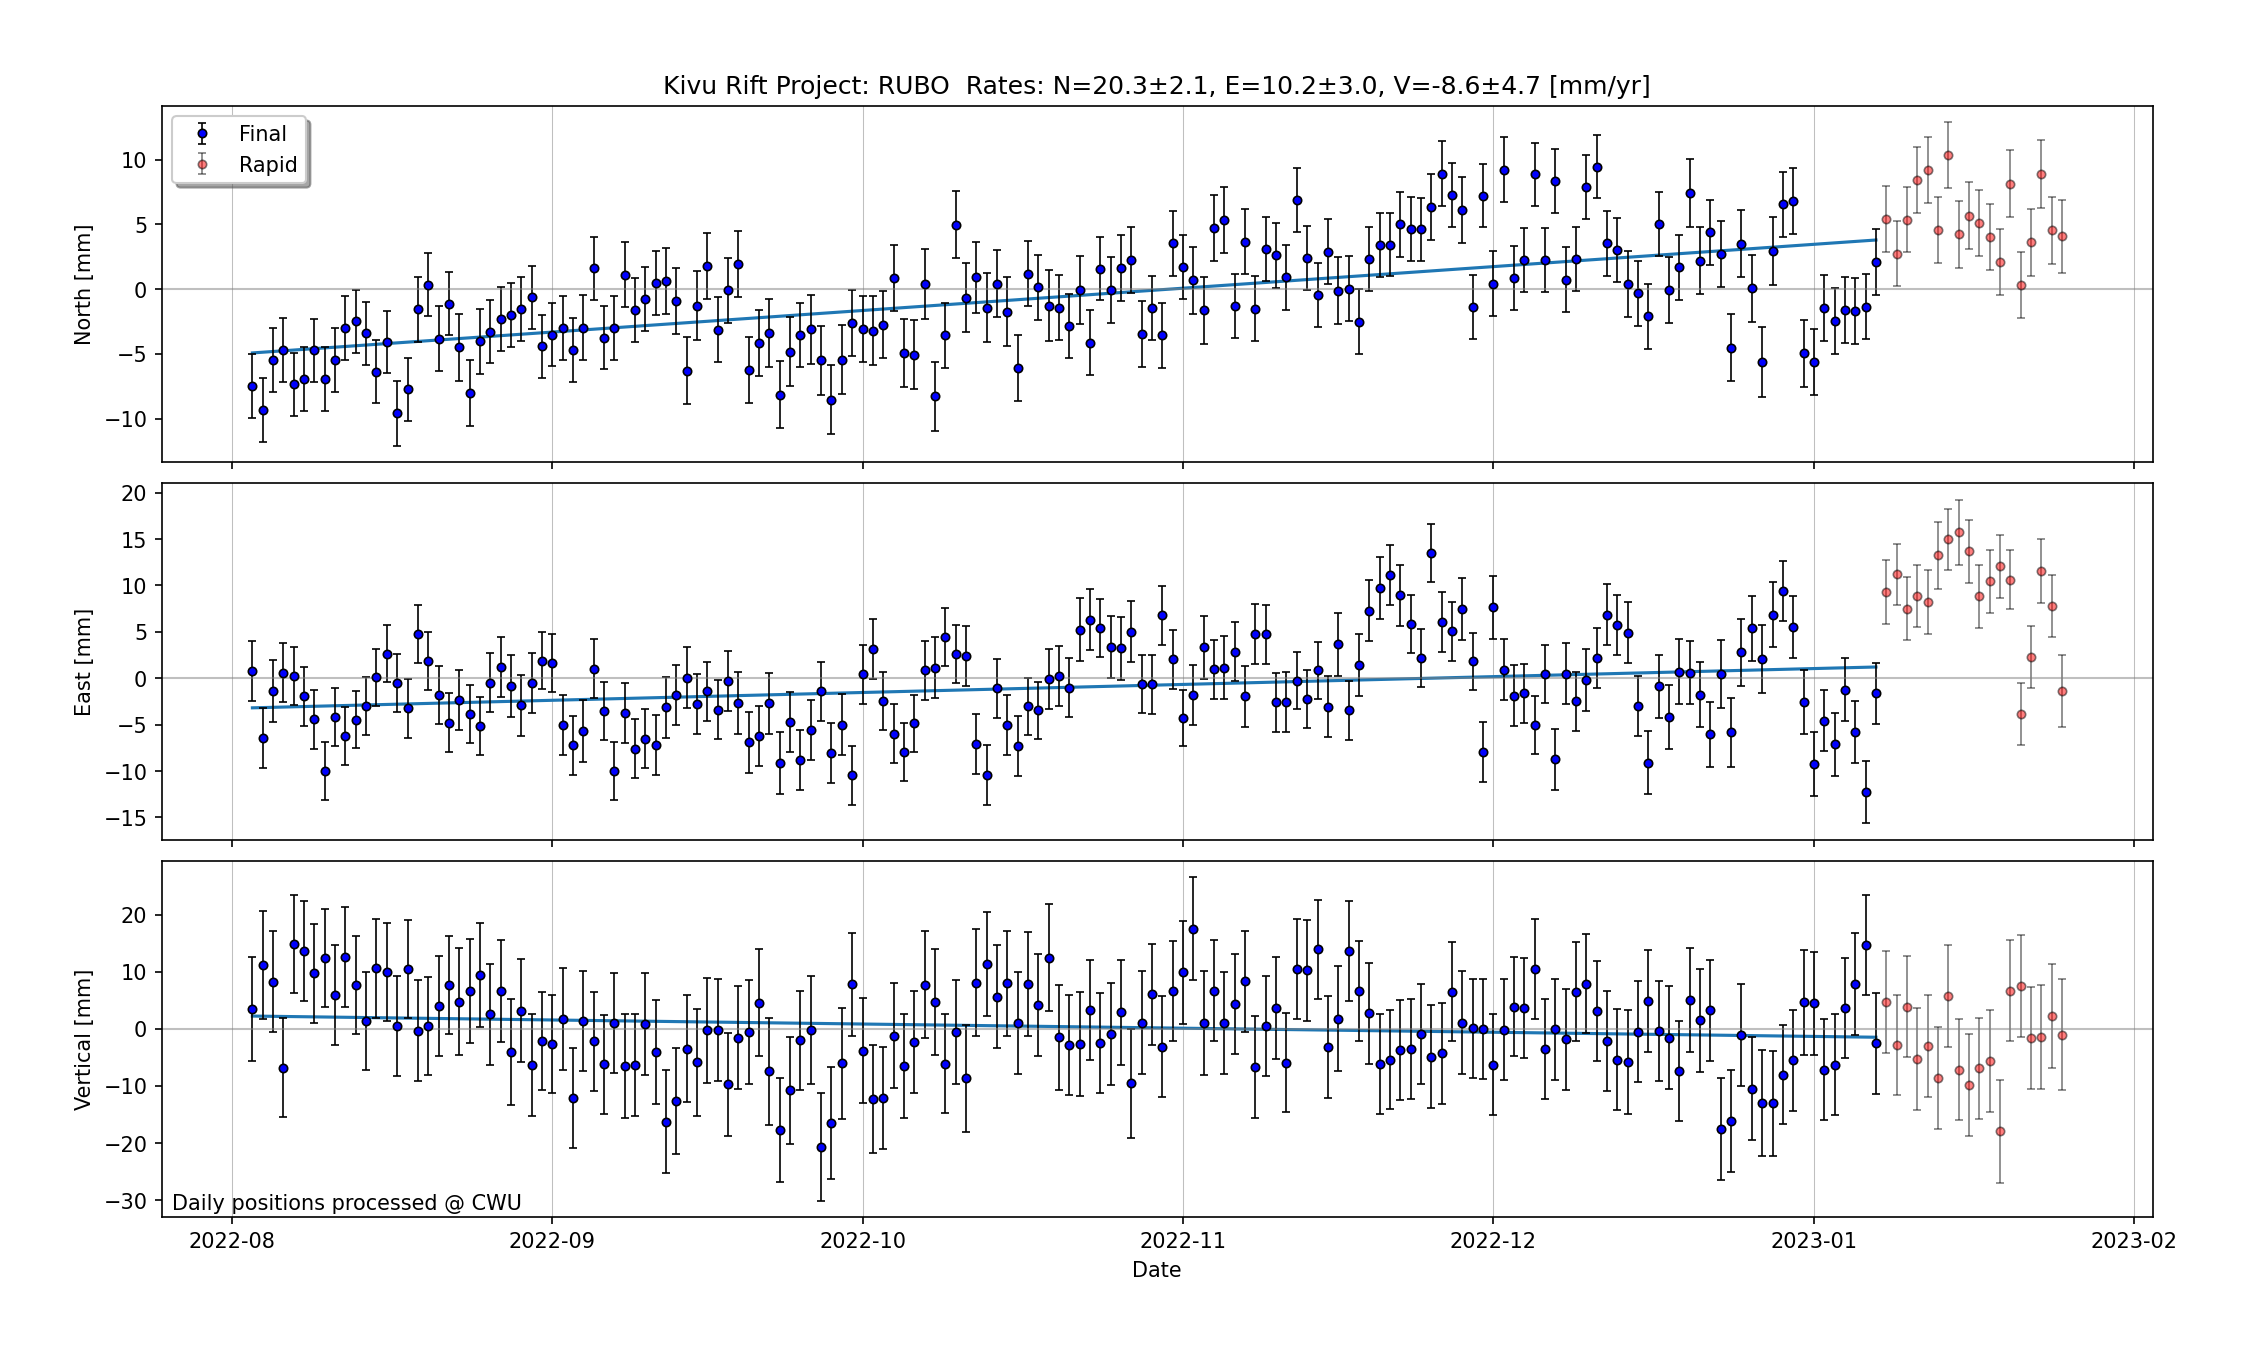 Kivu Rift Project: RUBO  Rates: N=20.3±2.1, E=10.2±3.0, V=-8.6±4.7 [mm/yr]
Final
Rapid
North [mm]
10
5
0
−5
−10
East [mm]
20
15
10
5
0
−5
−10
−15
Vertical [mm]
20
10
0
−10
−20
−30
Daily positions processed @ CWU
2022-08 2022-09 2022-10 2022-11 2022-12 2023-01 2023-02
Date